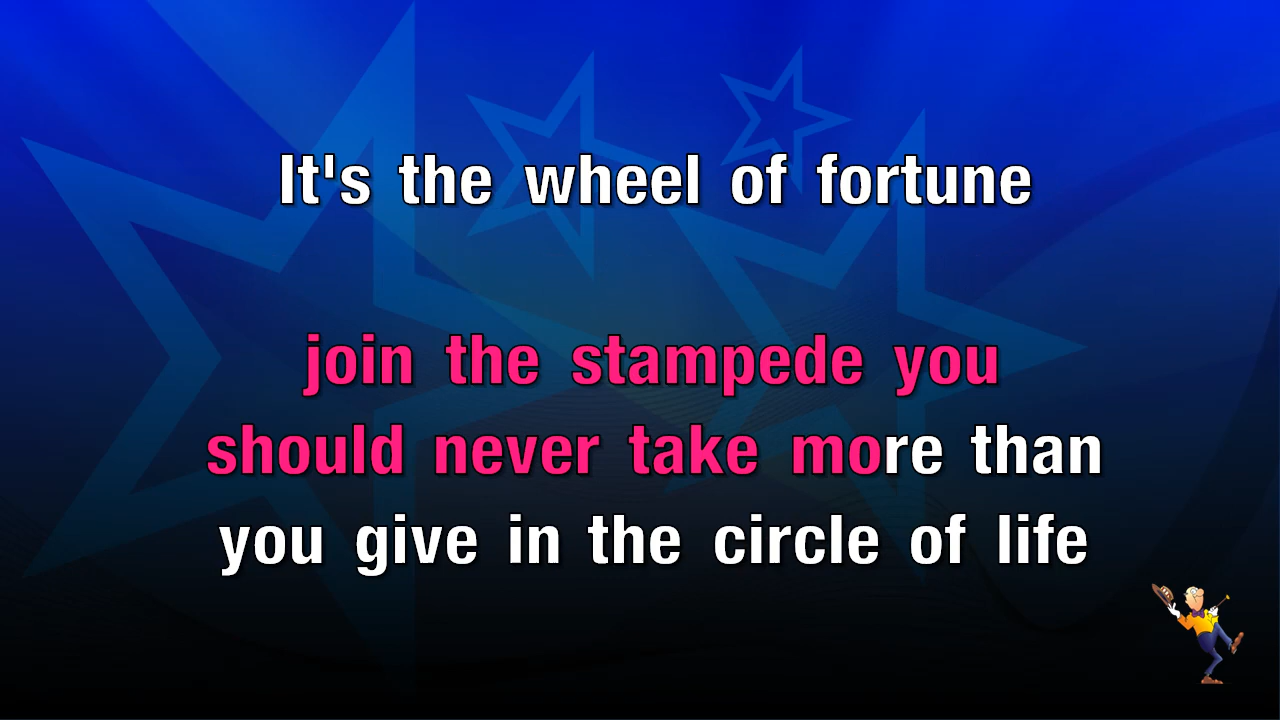 It's the wheel of fortune
join the stampede you
should never take more than
you give in the circle of life